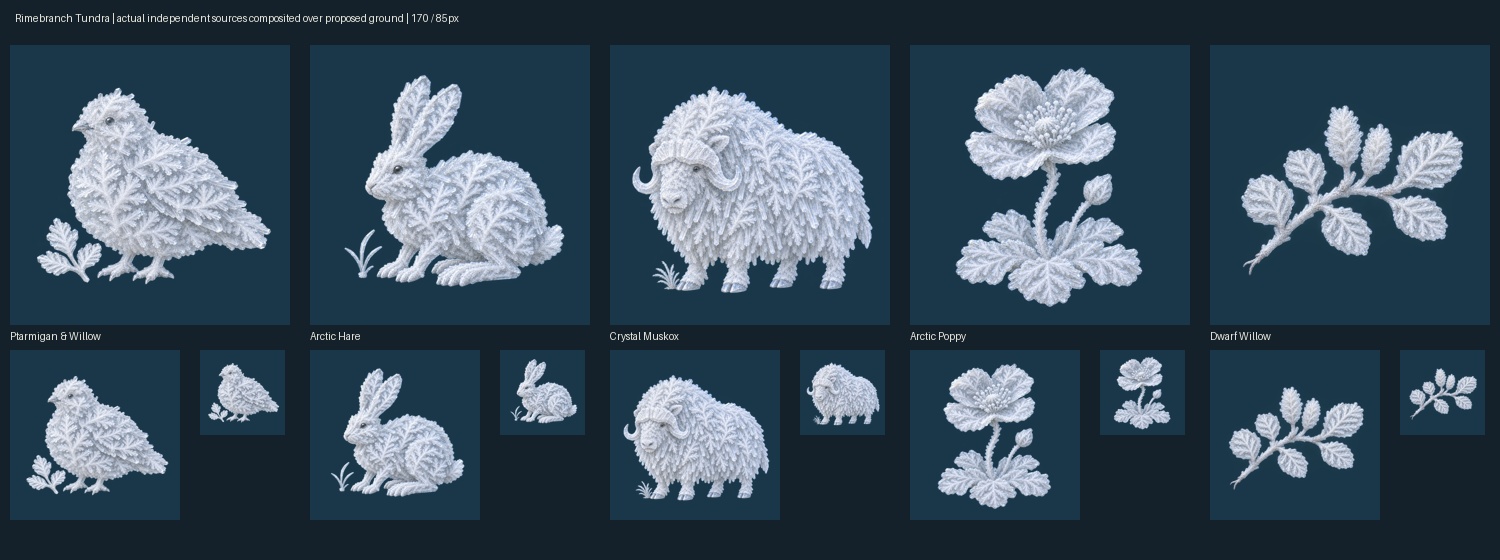 Rimebranch Tundra | actual independent sources composited over proposed ground | 170 / 85px
Ptarmigan & Willow
Arctic Hare
Crystal Muskox
Arctic Poppy
Dwarf Willow